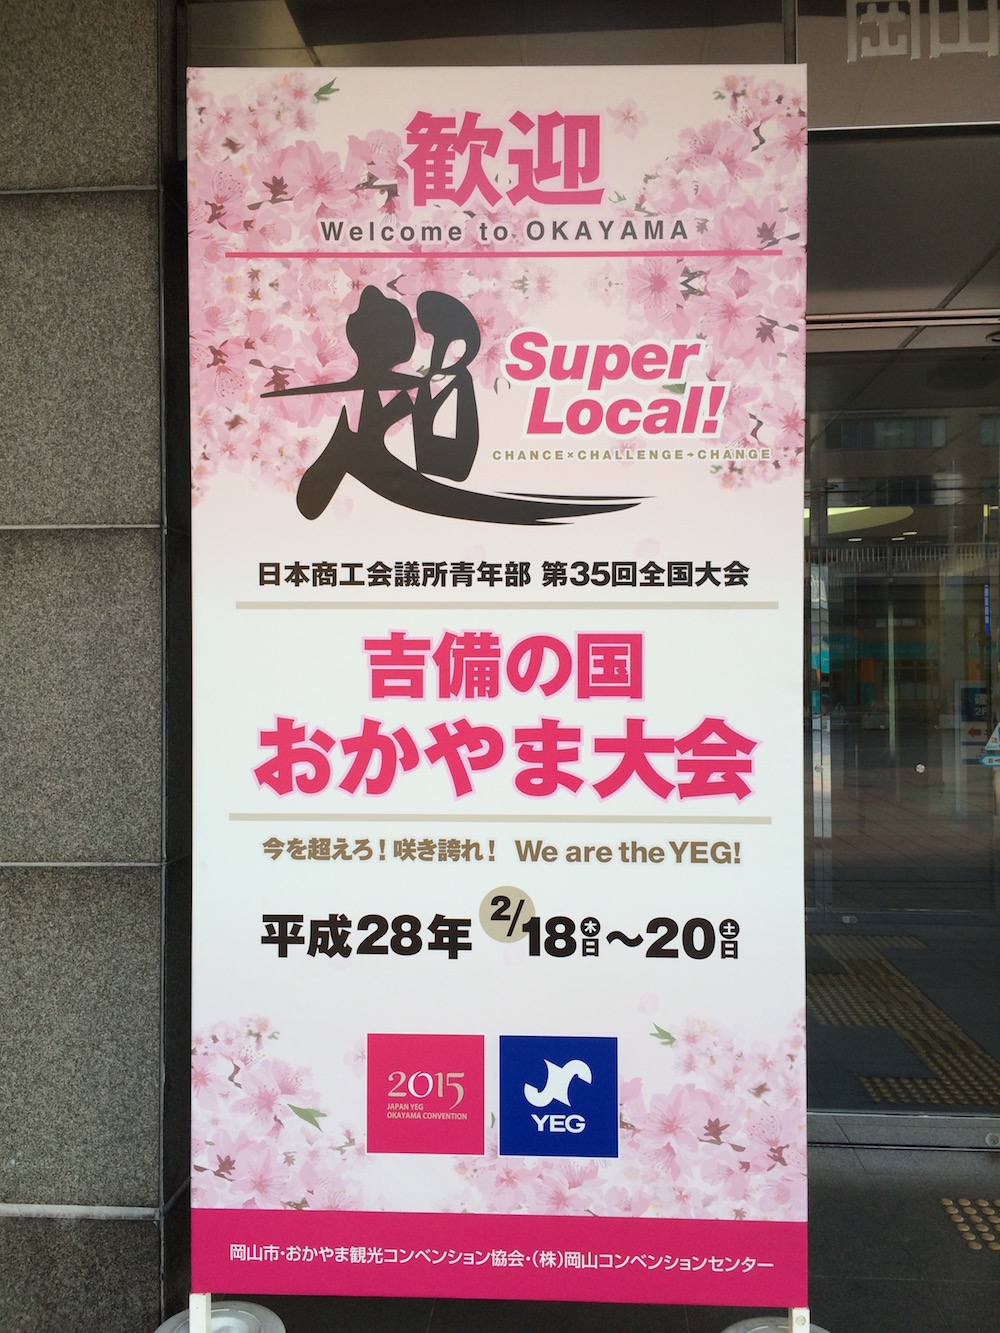 岡山
歓迎
Welcome to OKAYAMA
超
Super
Local!
CHANCE×CHALLENGE→CHANGE
日本商工会議所青年部 第35回全国大会
吉備の国
おかやま大会
今を超えろ!咲き誇れ! We are the YEG!
平成28年 2/18木日〜20土日
2015
JAPAN YEG
OKAYAMA CONVENTION
YEG
岡山市・おかやま観光コンベンション協会・(株)岡山コンベンションセンター